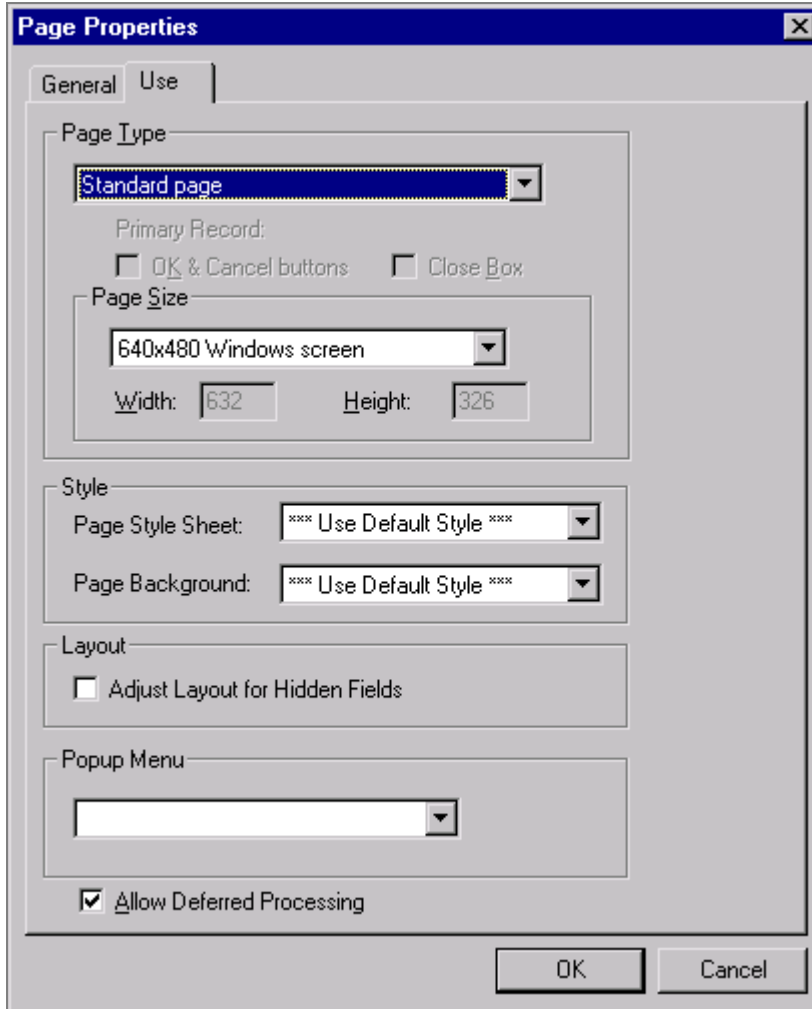 Page Properties
General Use
Page Type
Standard page
Primary Record:
OK & Cancel buttons Close Box
Page Size
640x480 Windows screen
Width: 632 Height: 326
Style
Page Style Sheet: *** Use Default Style ***
Page Background: *** Use Default Style ***
Layout
Adjust Layout for Hidden Fields
Popup Menu
Allow Deferred Processing
OK Cancel